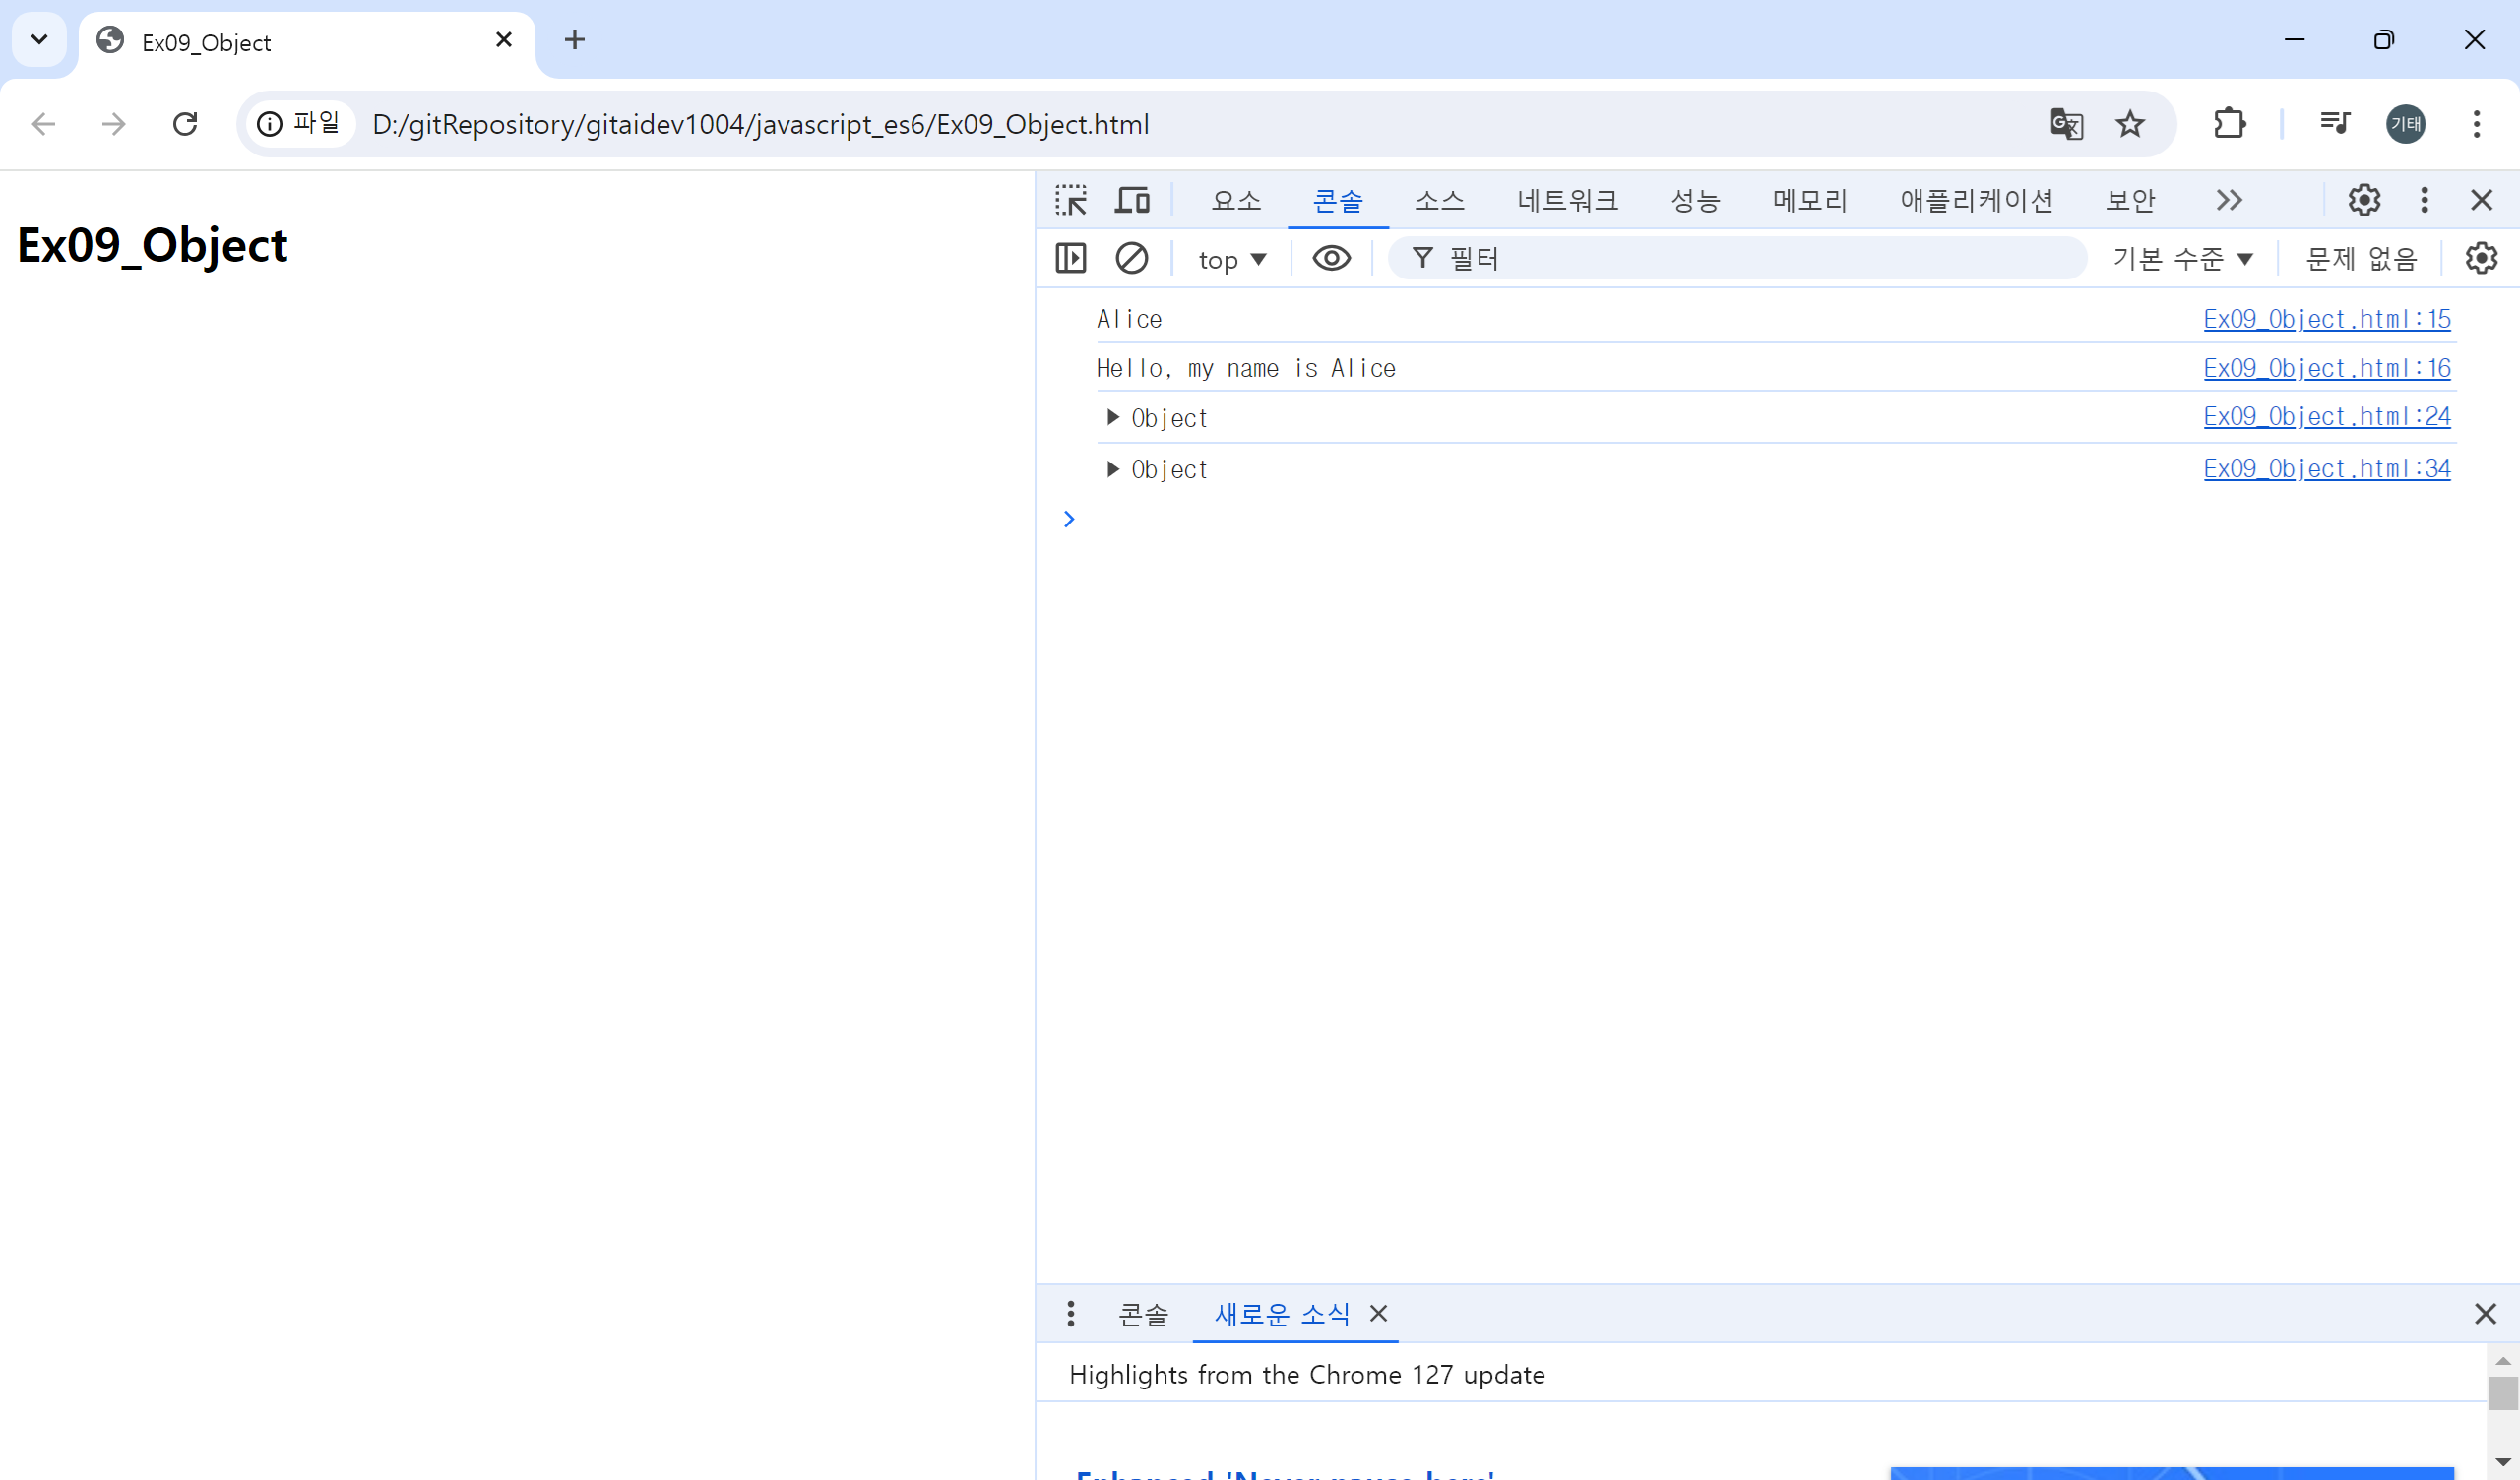 Ex09_Object
파일 D:/gitRepository/gitaidev1004/javascript_es6/Ex09_Object.html 기태
Ex09_Object
요소 콘솔 소스 네트워크 성능 메모리 애플리케이션 보안
top 필터 기본 수준 문제 없음
Alice Ex09_Object.html:15
Hello, my name is Alice Ex09_Object.html:16
Object Ex09_Object.html:24
Object Ex09_Object.html:34
콘솔 새로운 소식
Highlights from the Chrome 127 update
Enhanced 'Never pause here'